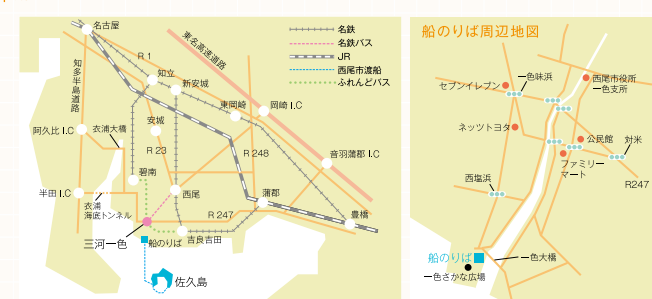 名古屋
知多半島道路
R 1
知立
新安城
東名高速道路
名鉄
名鉄バス
JR
西尾市渡船
ふれんどバス
安城
東岡崎
岡崎 I.C
阿久比 I.C
衣浦大橋
R 23
R 248
音羽蒲郡 I.C
碧南
半田 I.C
衣浦
海底トンネル
西尾
蒲郡
R 247
豊橋
三河一色
船のりば
吉良吉田
佐久島
船のりば周辺地図
セブンイレブン
一色味浜
西尾市役所
一色支所
ネッツトヨタ
公民館
対米
ファミリー
マート
西塩浜
R247
船のりば
一色大橋
一色さかな広場